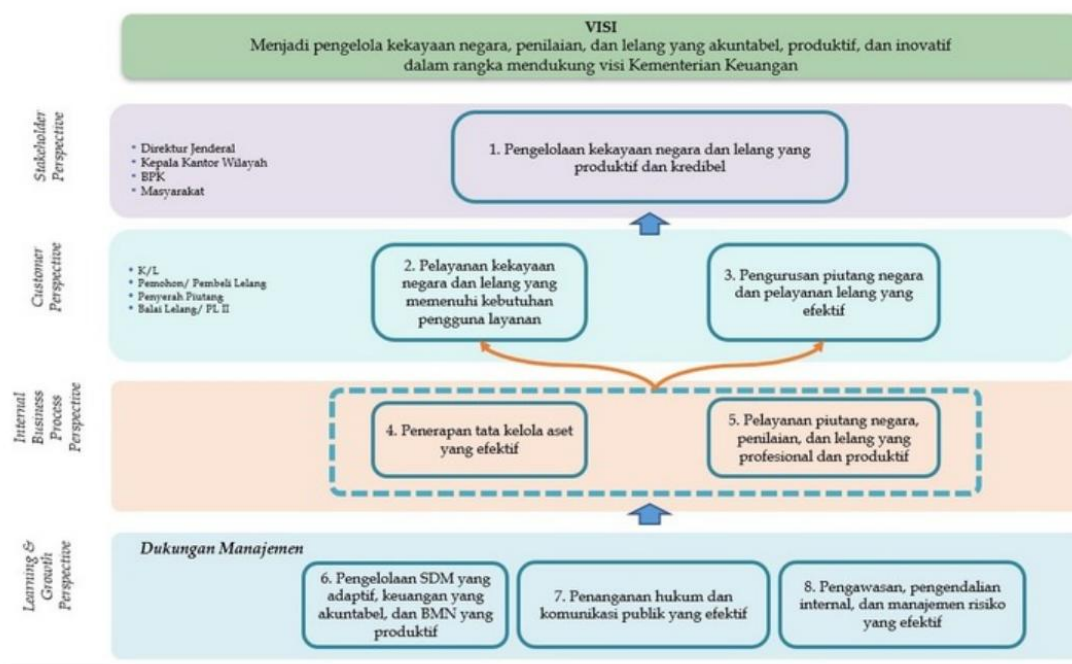 VISI
Menjadi pengelola kekayaan negara, penilaian, dan lelang yang akuntabel, produktif, dan inovatif
dalam rangka mendukung visi Kementerian Keuangan
Stakeholder
Perspective
• Direktur Jenderal
• Kepala Kantor Wilayah
• BPK
• Masyarakat
1. Pengelolaan kekayaan negara dan lelang yang
produktif dan kredibel
Customer
Perspective
• K/L
• Pemohon/ Pembeli Lelang
• Penyerah Piutang
• Balai Lelang/ PL II
2. Pelayanan kekayaan
negara dan lelang yang
memenuhi kebutuhan
pengguna layanan
3. Pengurusan piutang negara
dan pelayanan lelang yang
efektif
Internal
Business
Process
Perspective
4. Penerapan tata kelola aset
yang efektif
5. Pelayanan piutang negara,
penilaian, dan lelang yang
profesional dan produktif
Learning &
Growth
Perspective
Dukungan Manajemen
6. Pengelolaan SDM yang
adaptif, keuangan yang
akuntabel, dan BMN yang
produktif
7. Penanganan hukum dan
komunikasi publik yang efektif
8. Pengawasan, pengendalian
internal, dan manajemen risiko
yang efektif